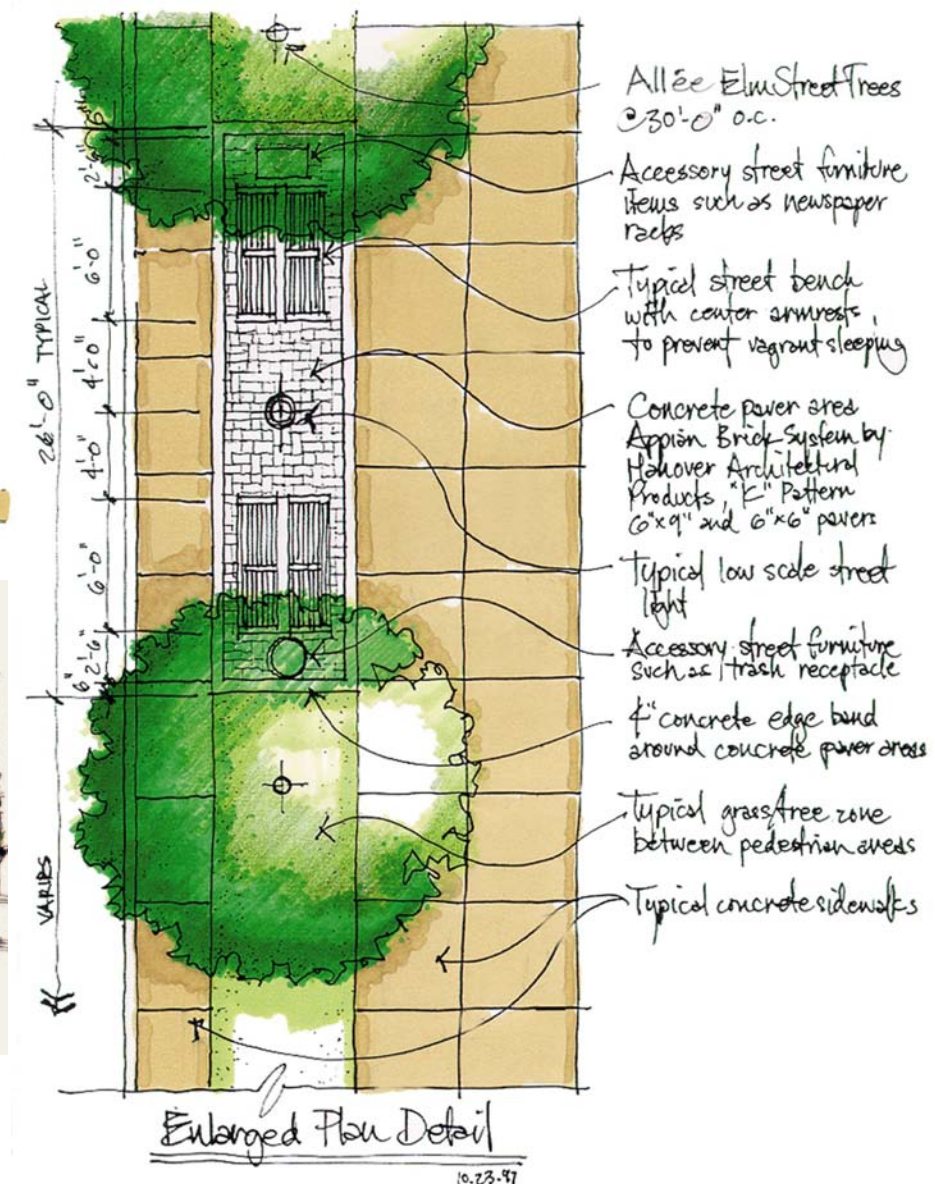 Allée Elm Street Trees
@ 30'-0" o.c.
Accessory street furniture
items such as newspaper
racks
Typical street bench
with center armrests,
to prevent vagrant sleeping
Concrete paver area
Appian Brick System by
Hanover Architectural
Products, "K" Pattern
6"x9" and 6"x6" pavers
Typical low scale street
light
Accessory street furniture
such as trash receptacle
4" concrete edge band
around concrete paver areas
Typical grass/tree zone
between pedestrian areas
Typical concrete sidewalks
6"
2'-6"
6'-0"
4'-0"
4'-0"
6'-0"
2'-6"
6"
26'-0" TYPICAL
VARIES
Enlarged Plan Detail
10.23.97